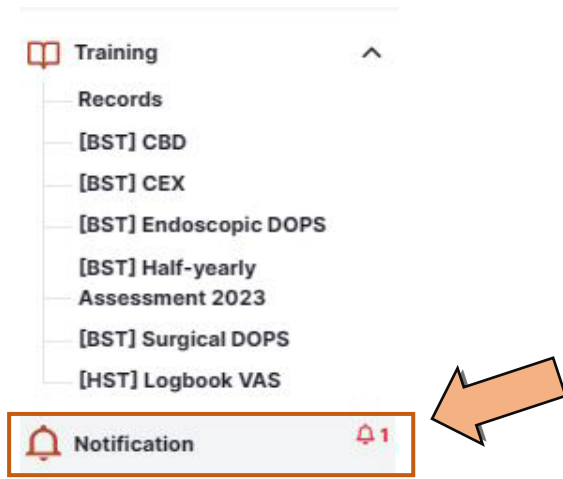 Training
Records
[BST] CBD
[BST] CEX
[BST] Endoscopic DOPS
[BST] Half-yearly
Assessment 2023
[BST] Surgical DOPS
[HST] Logbook VAS
Notification 1